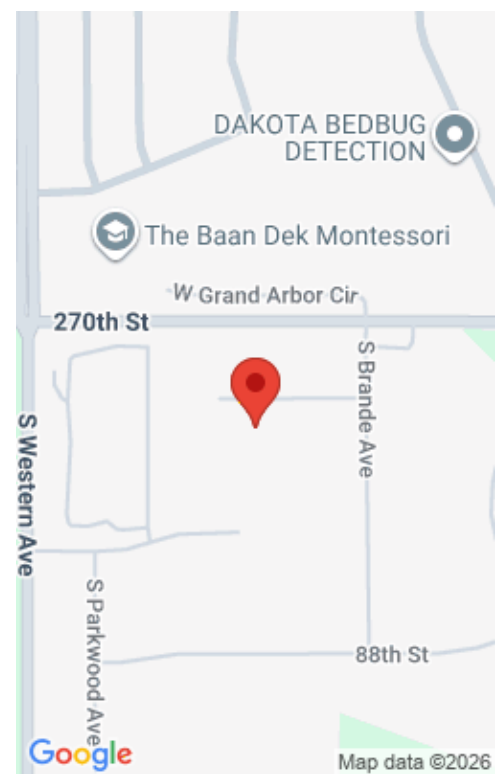 DAKOTA BEDBUG
DETECTION
The Baan Dek Montessori
W Grand Arbor Cir
270th St
S Brande Ave
S Western Ave
S Parkwood Ave
88th St
Google
Map data ©2026